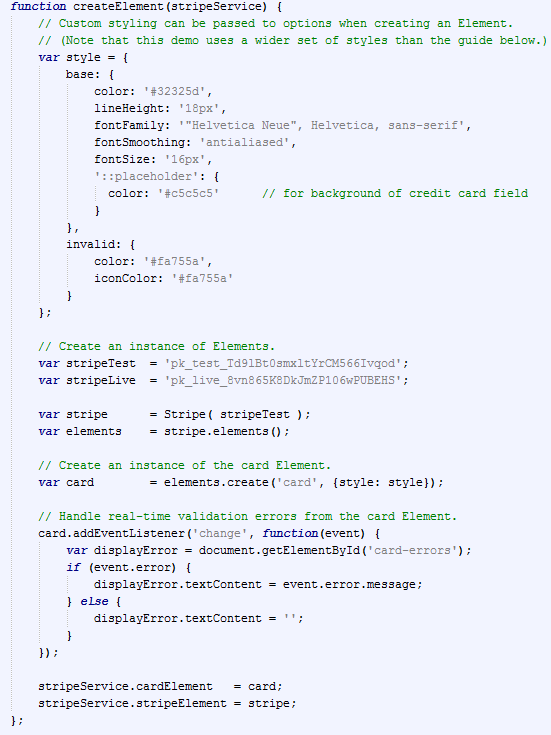 function createElement(stripeService) {
// Custom styling can be passed to options when creating an Element.
// (Note that this demo uses a wider set of styles than the guide below.)
var style = {
base: {
color: '#32325d',
lineHeight: '18px',
fontFamily: '"Helvetica Neue", Helvetica, sans-serif',
fontSmoothing: 'antialiased',
fontSize: '16px',
'::placeholder': {
color: '#c5c5c5' // for background of credit card field
}
},
invalid: {
color: '#fa755a',
iconColor: '#fa755a'
}
};
// Create an instance of Elements.
var stripeTest = 'pk_test_Td9lBt0smxltYrCM566Ivqod';
var stripeLive = 'pk_live_8vn865K8DkJmZP106wPUBEHS';
var stripe = Stripe( stripeTest );
var elements = stripe.elements();
// Create an instance of the card Element.
var card = elements.create('card', {style: style});
// Handle real-time validation errors from the card Element.
card.addEventListener('change', function(event) {
var displayError = document.getElementById('card-errors');
if (event.error) {
displayError.textContent = event.error.message;
} else {
displayError.textContent = '';
}
});
stripeService.cardElement = card;
stripeService.stripeElement = stripe;
};